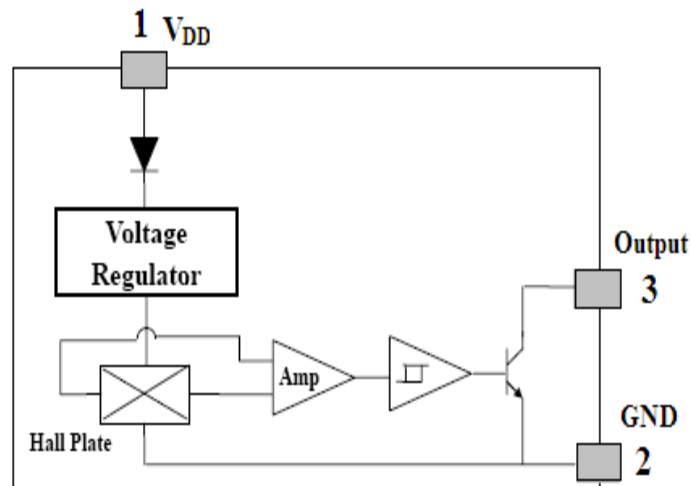 1 VDD
Voltage
Regulator
Output
3
Amp
GND
Hall Plate
2